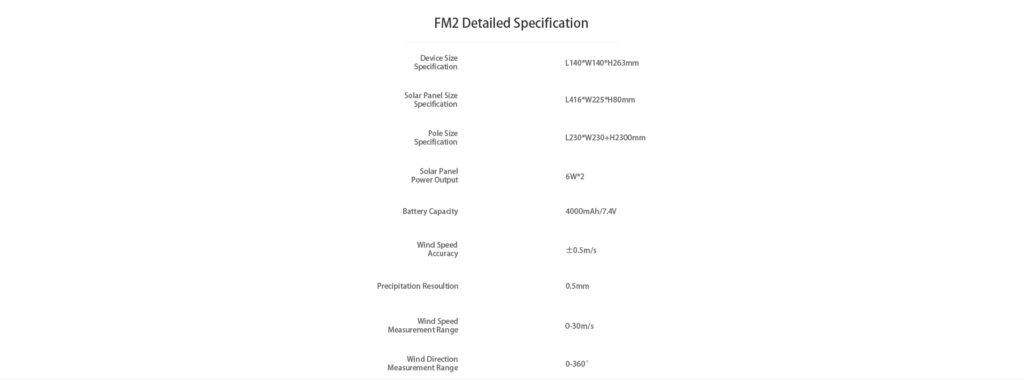 FM2 Detailed Specification
Device Size
Specification
L140*W140*H263mm
Solar Panel Size
Specification
L416*W225*H80mm
Pole Size
Specification
L230*W230+H2300mm
Solar Panel
Power Output
6W*2
Battery Capacity
4000mAh/7.4V
Wind Speed
Accuracy
±0.5m/s
Precipitation Resoultion
0.5mm
Wind Speed
Measurement Range
O-30m/s
Wind Direction
Measurement Range
0-360°